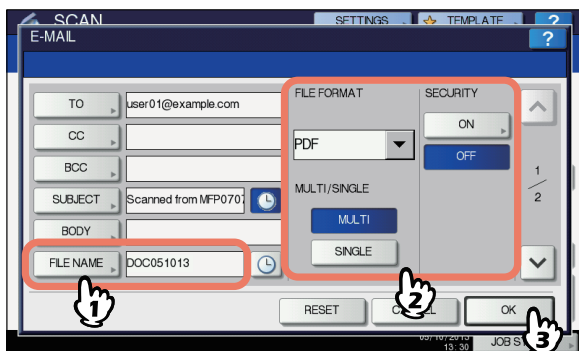 SCAN
SETTINGS
TEMPLATE
?
E-MAIL
?
TO
user01@example.com
CC
BCC
SUBJECT
Scanned from MFP0707
BODY
FILE NAME
DOC051013
FILE FORMAT
PDF
MULTI/SINGLE
MULTI
SINGLE
SECURITY
ON
OFF
1
2
RESET
OK
13:30
JOB
1
2
3